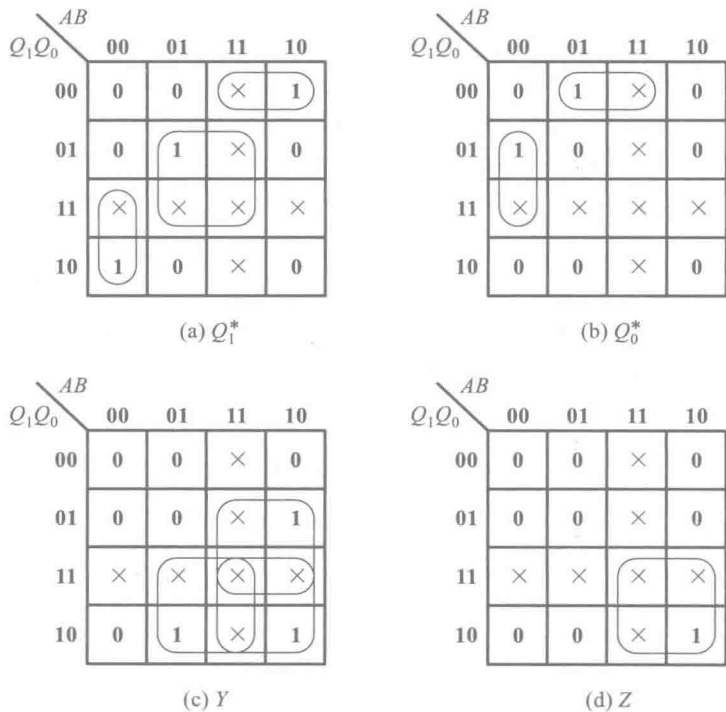 AB AB
Q₁Q₀ 00 01 11 10 Q₁Q₀ 00 01 11 10
00 0 0 × 1 00 0 1 × 0
01 0 1 × 0 01 1 0 × 0
11 × × × × 11 × × × ×
10 1 0 × 0 10 0 0 × 0
(a) Q₁* (b) Q₀*
AB AB
Q₁Q₀ 00 01 11 10 Q₁Q₀ 00 01 11 10
00 0 0 × 0 00 0 0 × 0
01 0 0 × 1 01 0 0 × 0
11 × × × × 11 × × × ×
10 0 1 × 1 10 0 0 × 1
(c) Y (d) Z